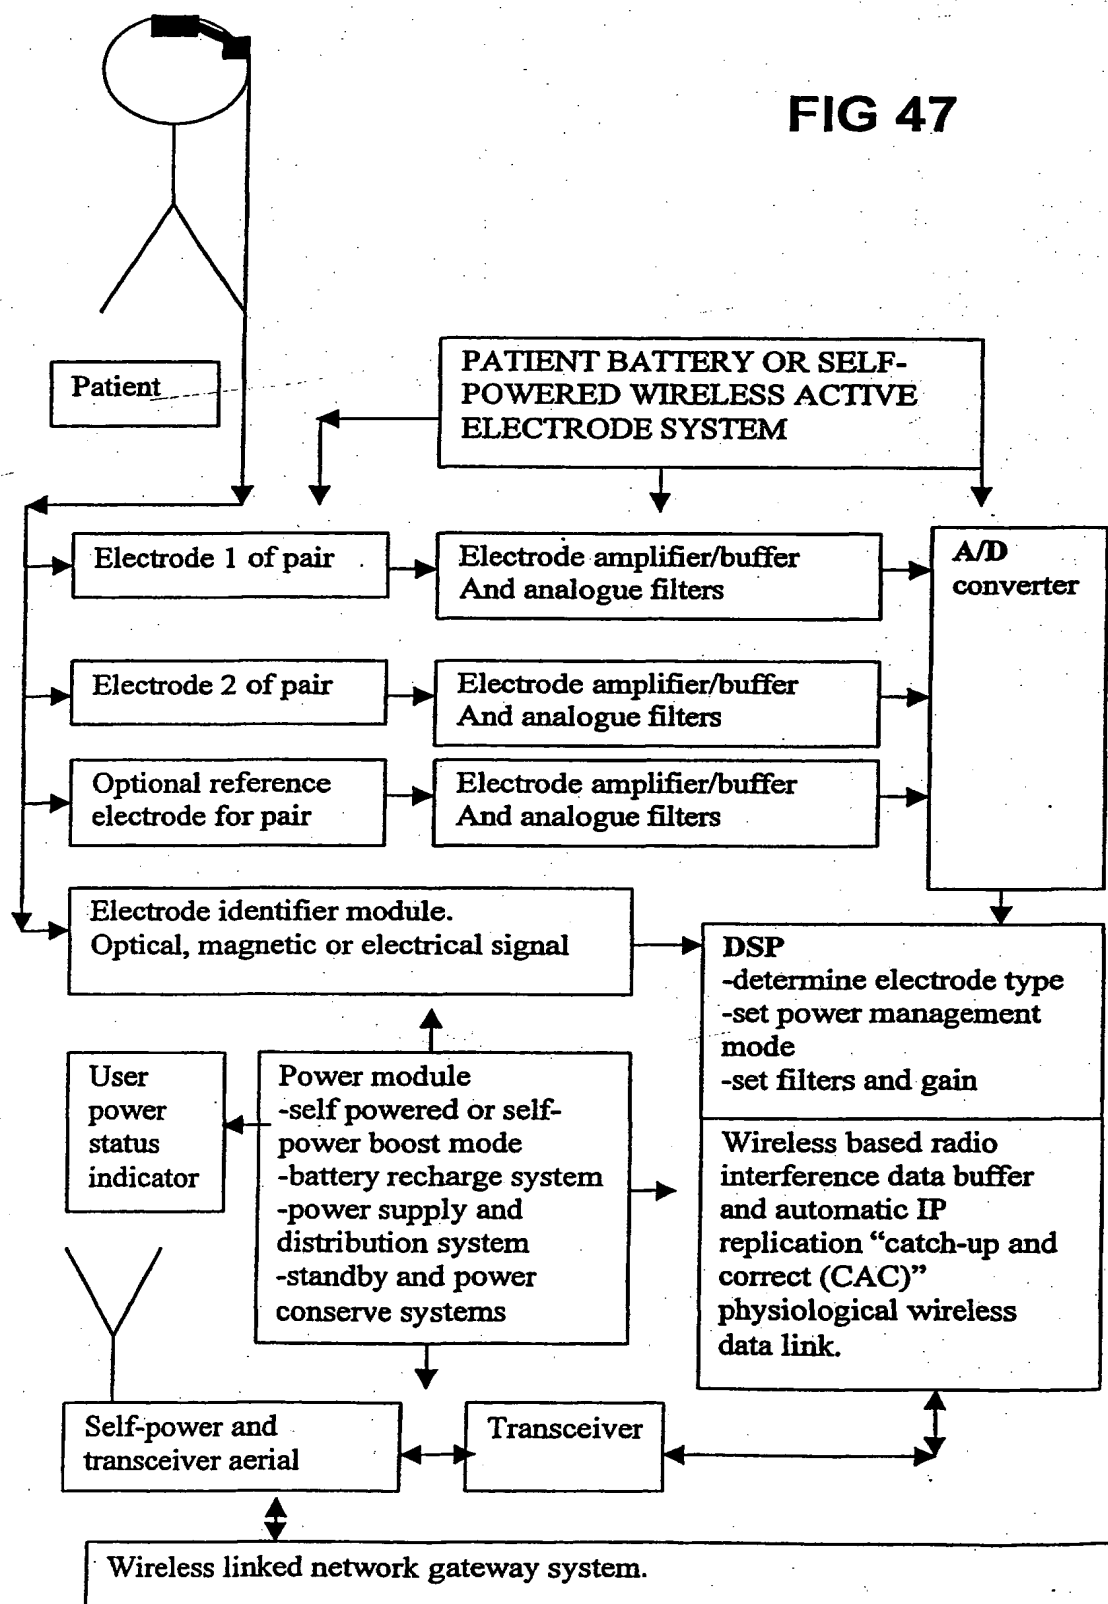 FIG 47
Patient
PATIENT BATTERY OR SELF-
POWERED WIRELESS ACTIVE
ELECTRODE SYSTEM
Electrode 1 of pair
Electrode amplifier/buffer
And analogue filters
A/D
converter
Electrode 2 of pair
Electrode amplifier/buffer
And analogue filters
Optional reference
electrode for pair
Electrode amplifier/buffer
And analogue filters
Electrode identifier module.
Optical, magnetic or electrical signal
DSP
-determine electrode type
-set power management
mode
-set filters and gain
User
power
status
indicator
Power module
-self powered or self-
power boost mode
-battery recharge system
-power supply and
distribution system
-standby and power
conserve systems
Wireless based radio
interference data buffer
and automatic IP
replication “catch-up and
correct (CAC)”
physiological wireless
data link.
Self-power and
transceiver aerial
Transceiver
Wireless linked network gateway system.